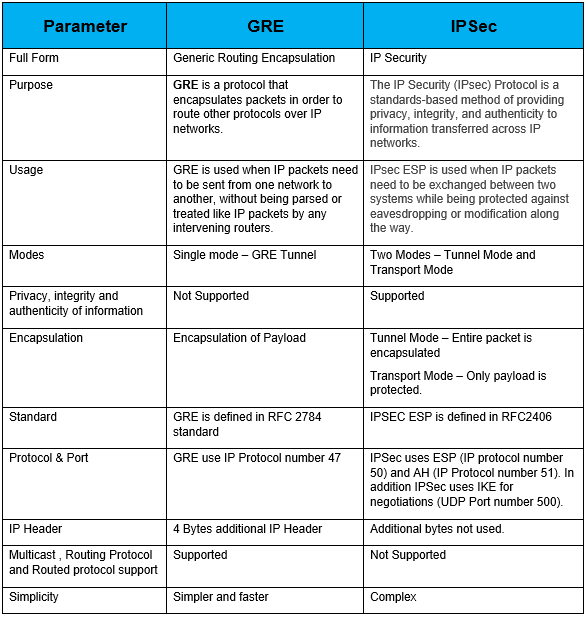 Parameter GRE IPSec
Full Form Generic Routing Encapsulation IP Security
Purpose
GRE is a protocol that
encapsulates packets in order to
route other protocols over IP
networks.
The IP Security (IPsec) Protocol is a
standards-based method of providing
privacy, integrity, and authenticity to
information transferred across IP
networks.
Usage
GRE is used when IP packets need
to be sent from one network to
another, without being parsed or
treated like IP packets by any
intervening routers.
IPsec ESP is used when IP packets
need to be exchanged between two
systems while being protected against
eavesdropping or modification along
the way.
Modes
Single mode – GRE Tunnel
Two Modes – Tunnel Mode and
Transport Mode
Privacy, integrity and
authenticity of information
Not Supported
Supported
Encapsulation
Encapsulation of Payload
Tunnel Mode – Entire packet is
encapsulated
Transport Mode – Only payload is
protected.
Standard
GRE is defined in RFC 2784
standard
IPSEC ESP is defined in RFC2406
Protocol & Port
GRE use IP Protocol number 47
IPSec uses ESP (IP protocol number
50) and AH (IP Protocol number 51). In
addition IPSec uses IKE for
negotiations (UDP Port number 500).
IP Header
4 Bytes additional IP Header
Additional bytes not used.
Multicast , Routing Protocol
and Routed protocol support
Supported
Not Supported
Simplicity
Simpler and faster
Complex